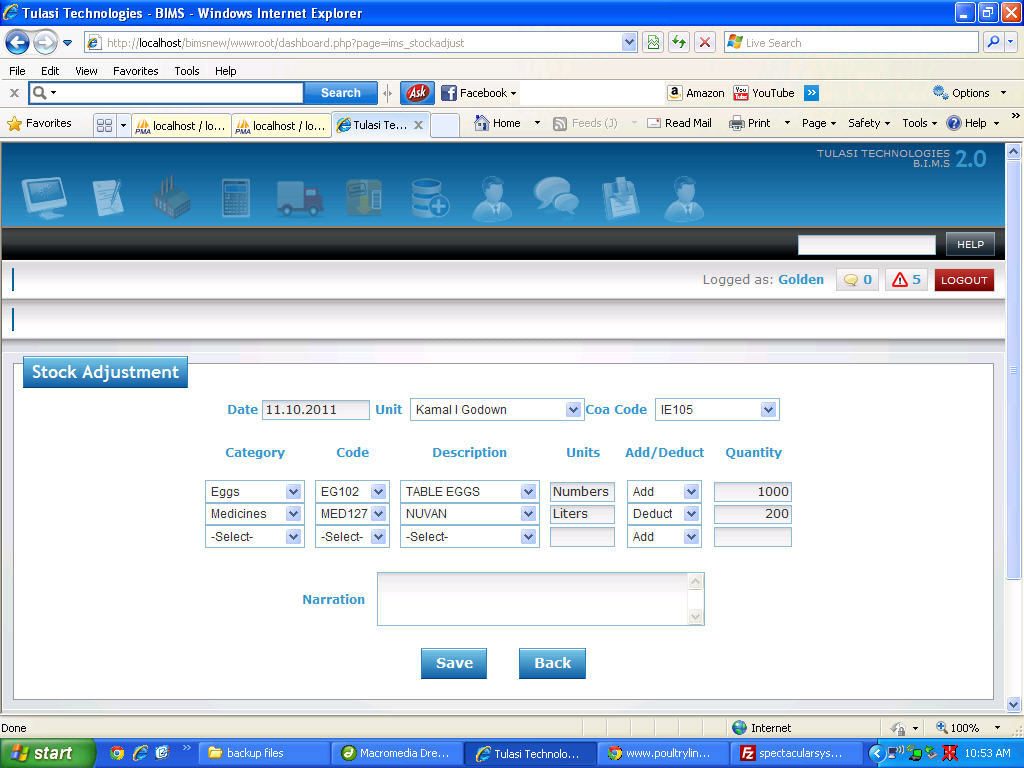 Tulasi Technologies - BIMS - Windows Internet Explorer
http://localhost/bimsnew/wwwroot/dashboard.php?page=ims_stockadjust
Live Search
File Edit View Favorites Tools Help
x Search Ask Facebook Amazon You Tube YouTube » Options
Favorites PMA localhost / lo... PMA localhost / lo... Tulasi Te... X Home Feeds (J) Read Mail Print Page Safety Tools Help »
TULASI TECHNOLOGIES
B.I.M.S 2.0
HELP
Logged as: Golden 0 5 LOGOUT
Stock Adjustment
Date 11.10.2011 Unit Kamal I Godown Coa Code IE105
Category Code Description Units Add/Deduct Quantity
Eggs EG102 TABLE EGGS Numbers Add 1000
Medicines MED127 NUVAN Liters Deduct 200
-Select- -Select- -Select- Add
Narration
Save Back
Done Internet 100%
start » backup files Macromedia Dre... Tulasi Technolo... www.poultrylin... spectacularsys... 10:53 AM